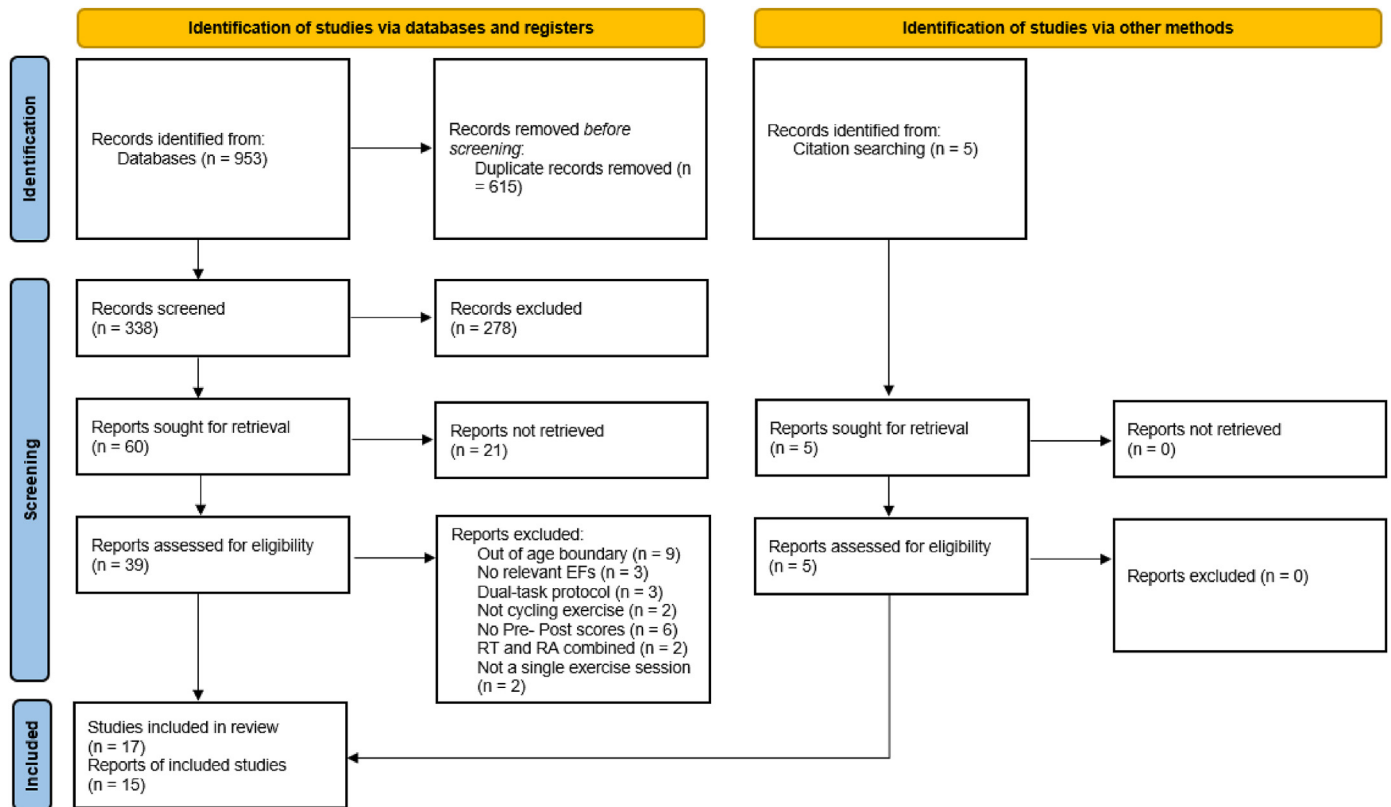 Identification of studies via databases and registers
Identification of studies via other methods
Identification
Records identified from:
Databases (n = 953)
Records removed before
screening:
Duplicate records removed (n
= 615)
Records identified from:
Citation searching (n = 5)
Screening
Records screened
(n = 338)
Records excluded
(n = 278)
Reports sought for retrieval
(n = 60)
Reports not retrieved
(n = 21)
Reports sought for retrieval
(n = 5)
Reports not retrieved
(n = 0)
Reports assessed for eligibility
(n = 39)
Reports excluded:
Out of age boundary (n = 9)
No relevant EFs (n = 3)
Dual-task protocol (n = 3)
Not cycling exercise (n = 2)
No Pre- Post scores (n = 6)
RT and RA combined (n = 2)
Not a single exercise session
(n = 2)
Reports assessed for eligibility
(n = 5)
Reports excluded (n = 0)
Included
Studies included in review
(n = 17)
Reports of included studies
(n = 15)